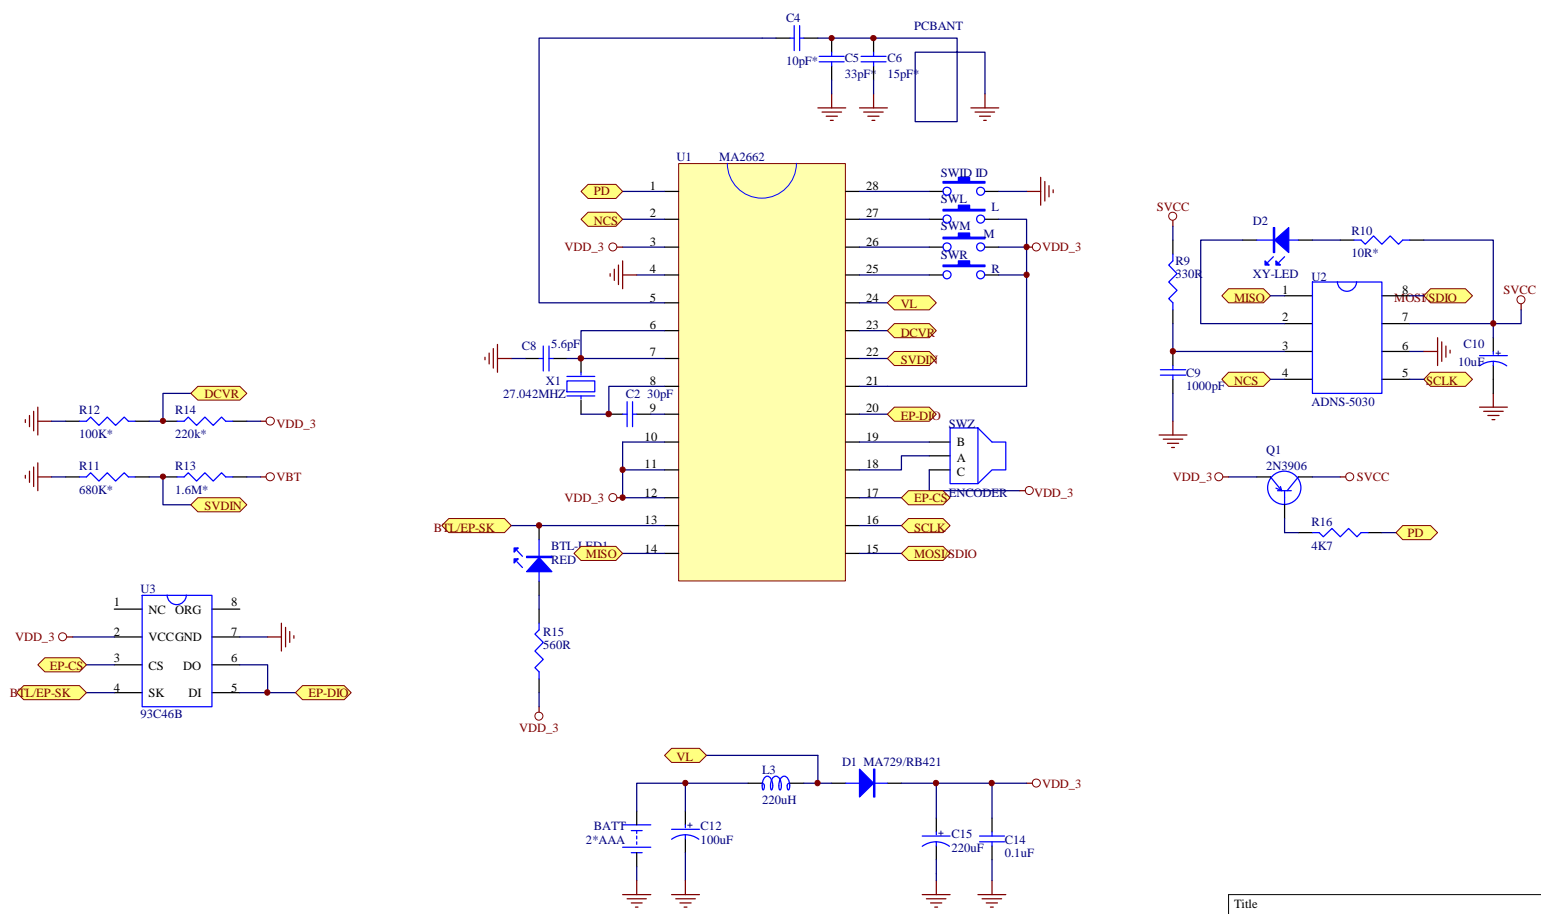 C4
10pF*
C5
33pF*
C6
15pF*
PCBANT
U1
MA2662
PD 1
NCS 2
VDD_3 3
4
5
6
7
8
9
10
11
VDD_3 12
BTL/EP-SK 13
MISO 14
28 SWID ID
27 SWL L
26 SWM M VDD_3
25 SWR R
24 VL
23 DCVR
22 SVDIN
21
20 EP-DIO
19
18
17 EP-CS
16 SCLK
15 MOSI/SDIO
SWZ
B
A
C
ENCODER
VDD_3
C8 5.6pF
X1
27.042MHZ
C2 30pF
BTL-LED1
RED
R15
560R
VDD_3
DCVR
R12 R14
100K* 220k*
VDD_3
R11 R13
680K* 1.6M*
VBT
SVDIN
U3
1 NC ORG 8
VDD_3 2 VCC GND 7
EP-CS 3 CS DO 6
BTL/EP-SK 4 SK DI 5 EP-DIO
93C46B
SVCC
R9
330R
C9
1000pF
D2
XY-LED
R10
10R*
U2
MISO 1
2
3
NCS 4
8 MOSI/SDIO
7
6
5 SCLK
ADNS-5030
SVCC
C10
10uF
Q1
2N3906
VDD_3 SVCC
R16
4K7
PD
VL
L3
220uH
D1 MA729/RB421
VDD_3
BATT
2*AAA
C12
100uF
C15
220uF
C14
0.1uF
Title